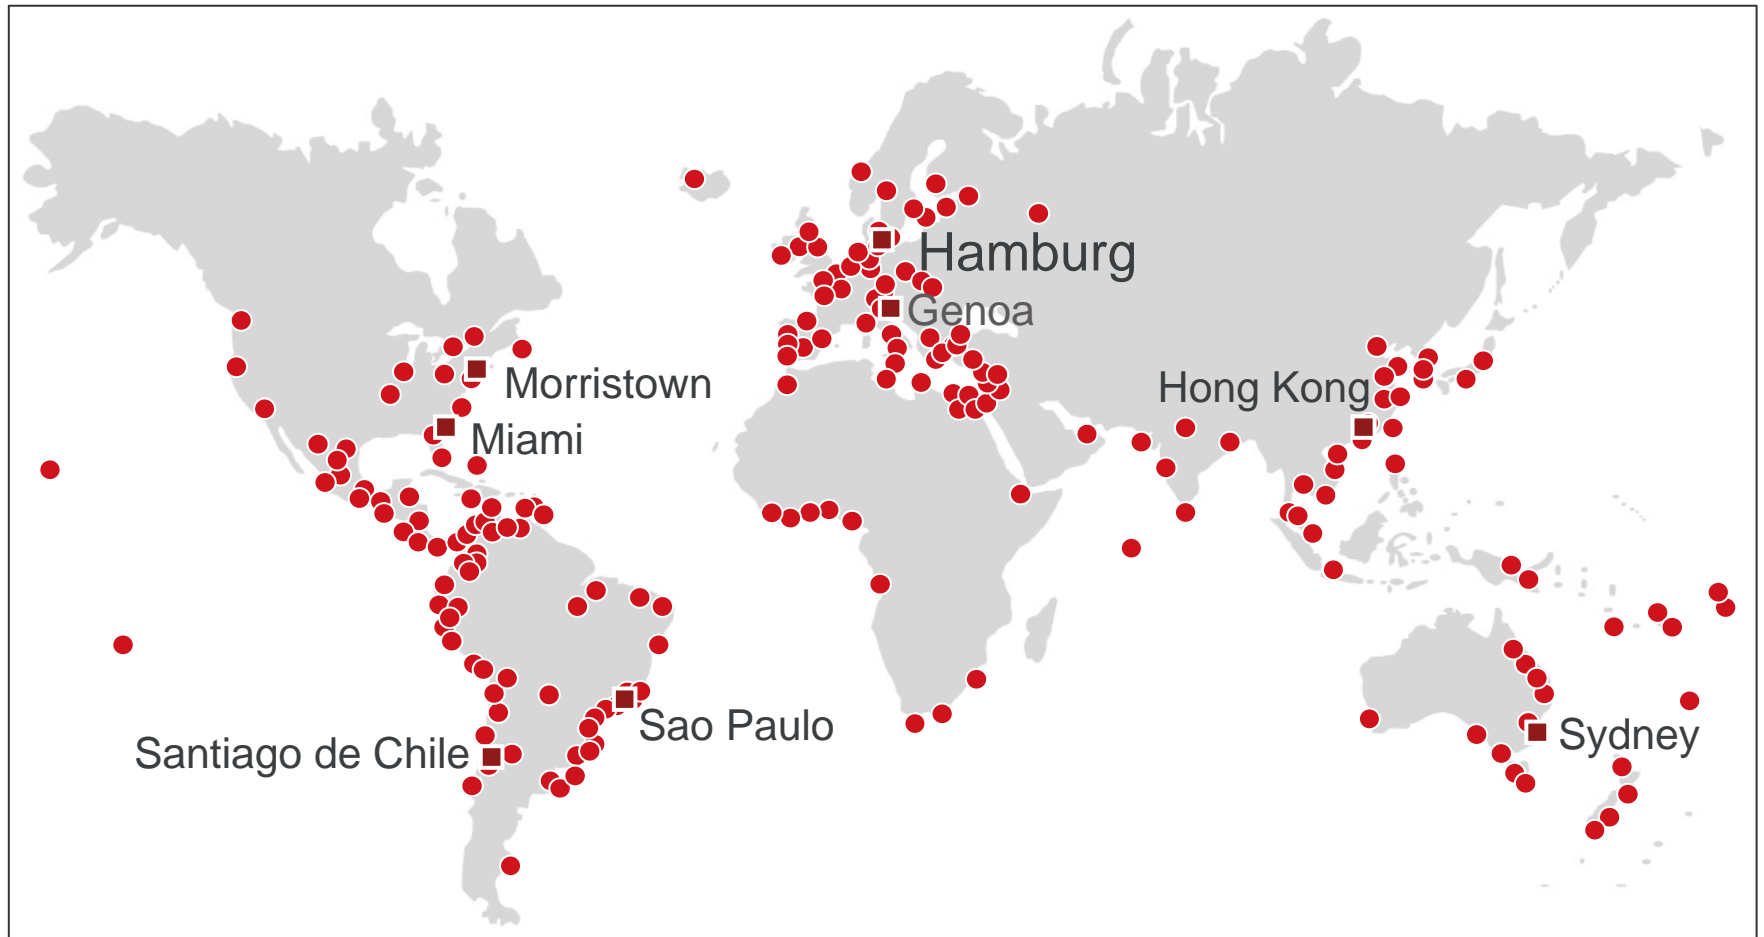 Hamburg
Genoa
Morristown
Hong Kong
Miami
Sao Paulo
Sydney
Santiago de Chile